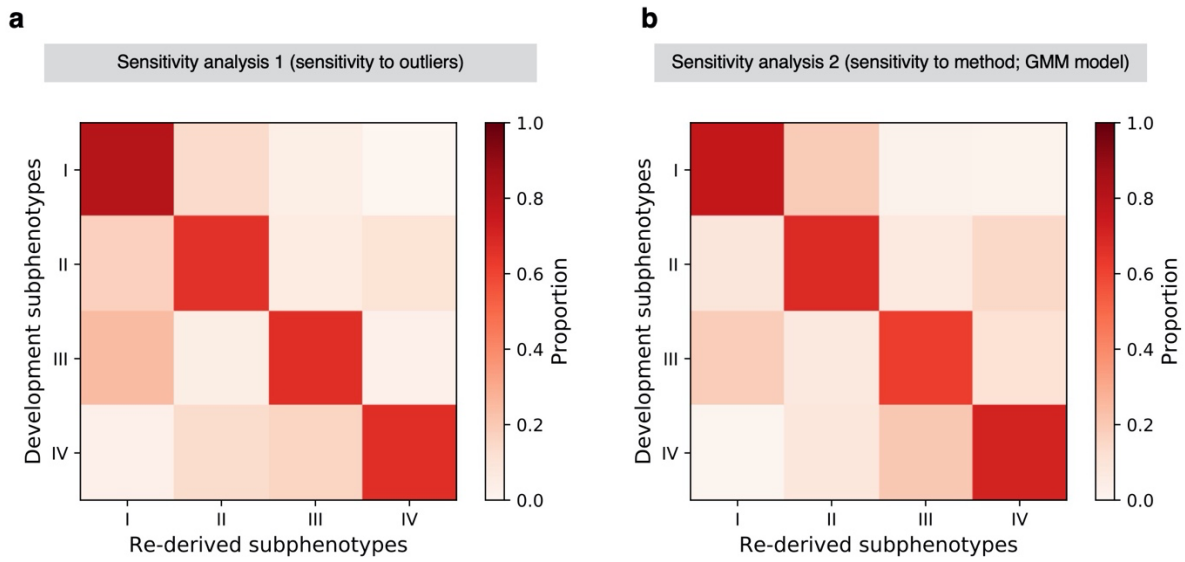 a
Sensitivity analysis 1 (sensitivity to outliers)
Development subphenotypes
I
II
III
IV
I
II
III
IV
Re-derived subphenotypes
1.0
0.8
0.6
0.4
0.2
0.0
Proportion
b
Sensitivity analysis 2 (sensitivity to method; GMM model)
Development subphenotypes
I
II
III
IV
I
II
III
IV
Re-derived subphenotypes
1.0
0.8
0.6
0.4
0.2
0.0
Proportion